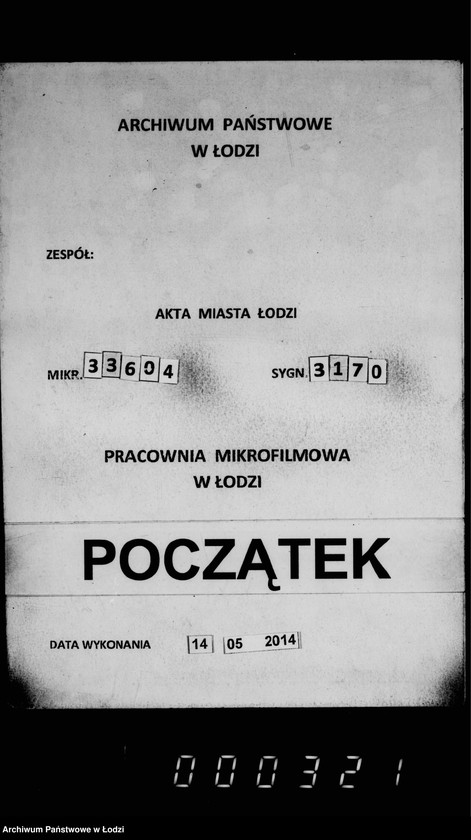 ARCHIWUM PAŃSTWOWE
W ŁODZI
ZESPÓŁ:
AKTA MIASTA ŁODZI
MIKR. 33604 SYGN. 3170
PRACOWNIA MIKROFILMOWA
W ŁODZI
POCZĄTEK
DATA WYKONANIA 14 05 2014
000321
Archiwum Państwowe w Łodzi